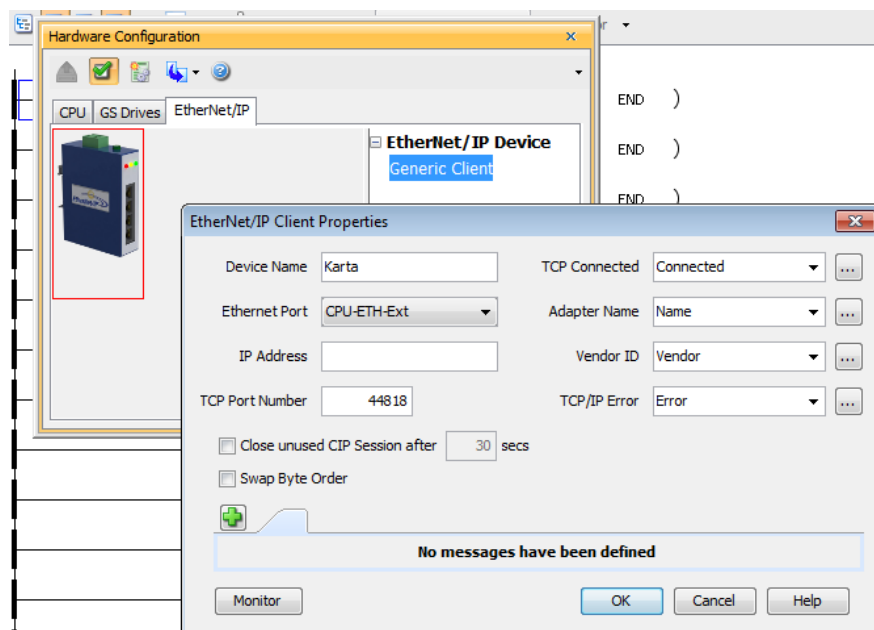 r
Hardware Configuration
CPU GS Drives EtherNet/IP
EtherNet/IP Device
Generic Client
END )
END )
END )
EtherNet/IP Client Properties
Device Name Karta TCP Connected Connected ...
Ethernet Port CPU-ETH-Ext Adapter Name Name ...
IP Address Vendor ID Vendor ...
TCP Port Number 44818 TCP/IP Error Error ...
Close unused CIP Session after 30 secs
Swap Byte Order
No messages have been defined
Monitor OK Cancel Help